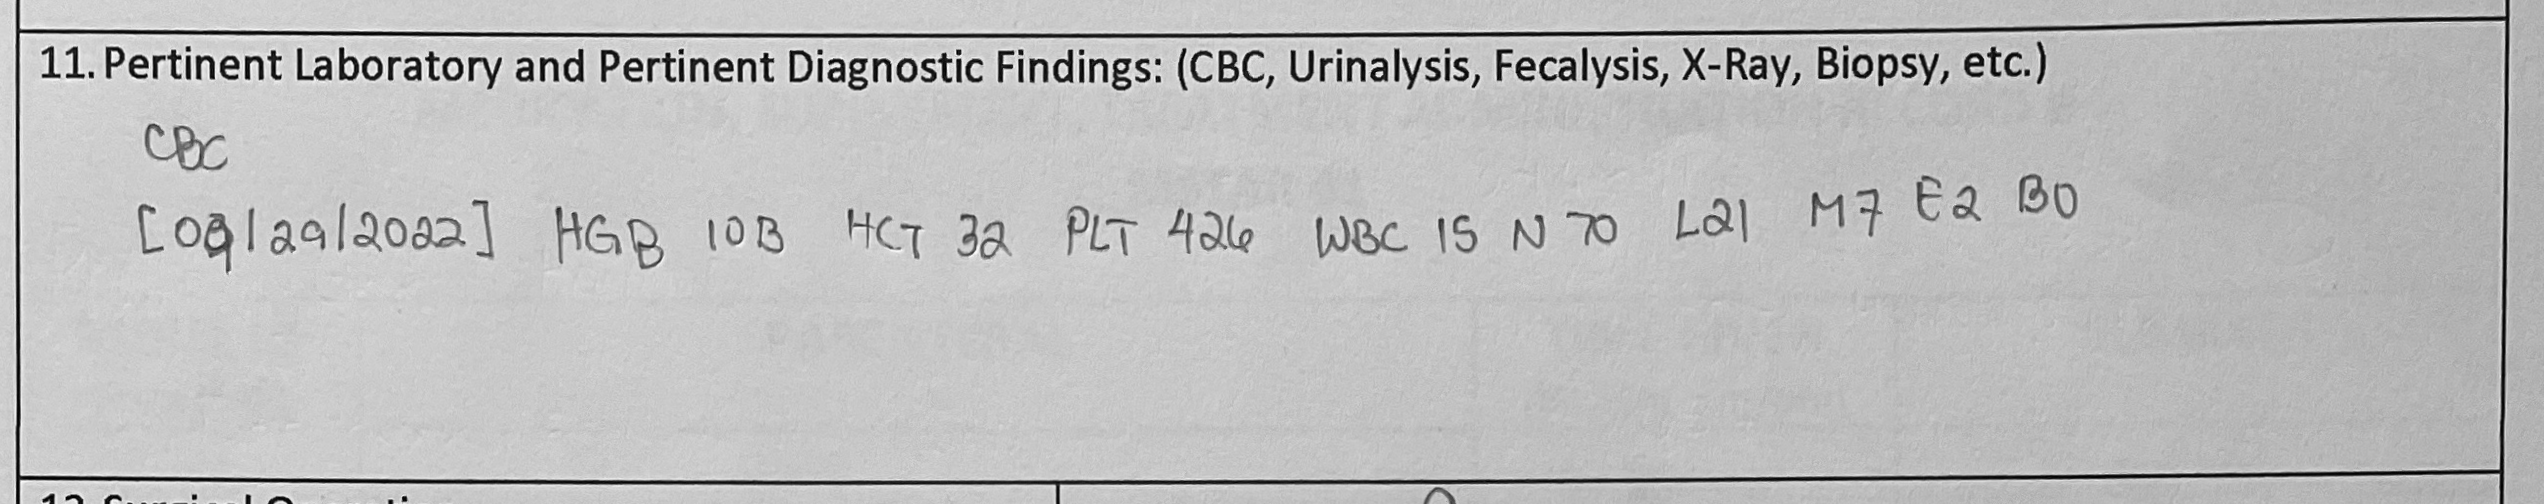 11. Pertinent Laboratory and Pertinent Diagnostic Findings: (CBC, Urinalysis, Fecalysis, X-Ray, Biopsy, etc.)
CBC
[09/29/2022] HGB 10B HCT 32 PLT 426 WBC 15 N 70 L21 M7 E2 B0